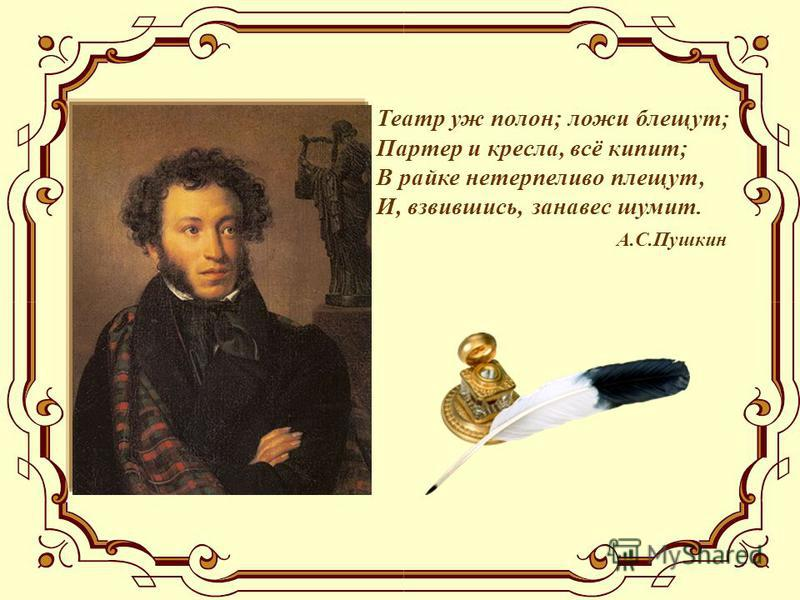 Театр уж полон; ложи блещут;
Партер и кресла, всё кипит;
В райке нетерпеливо плещут,
И, взвившись, занавес шумит.
А.С.Пушкин
MyShared